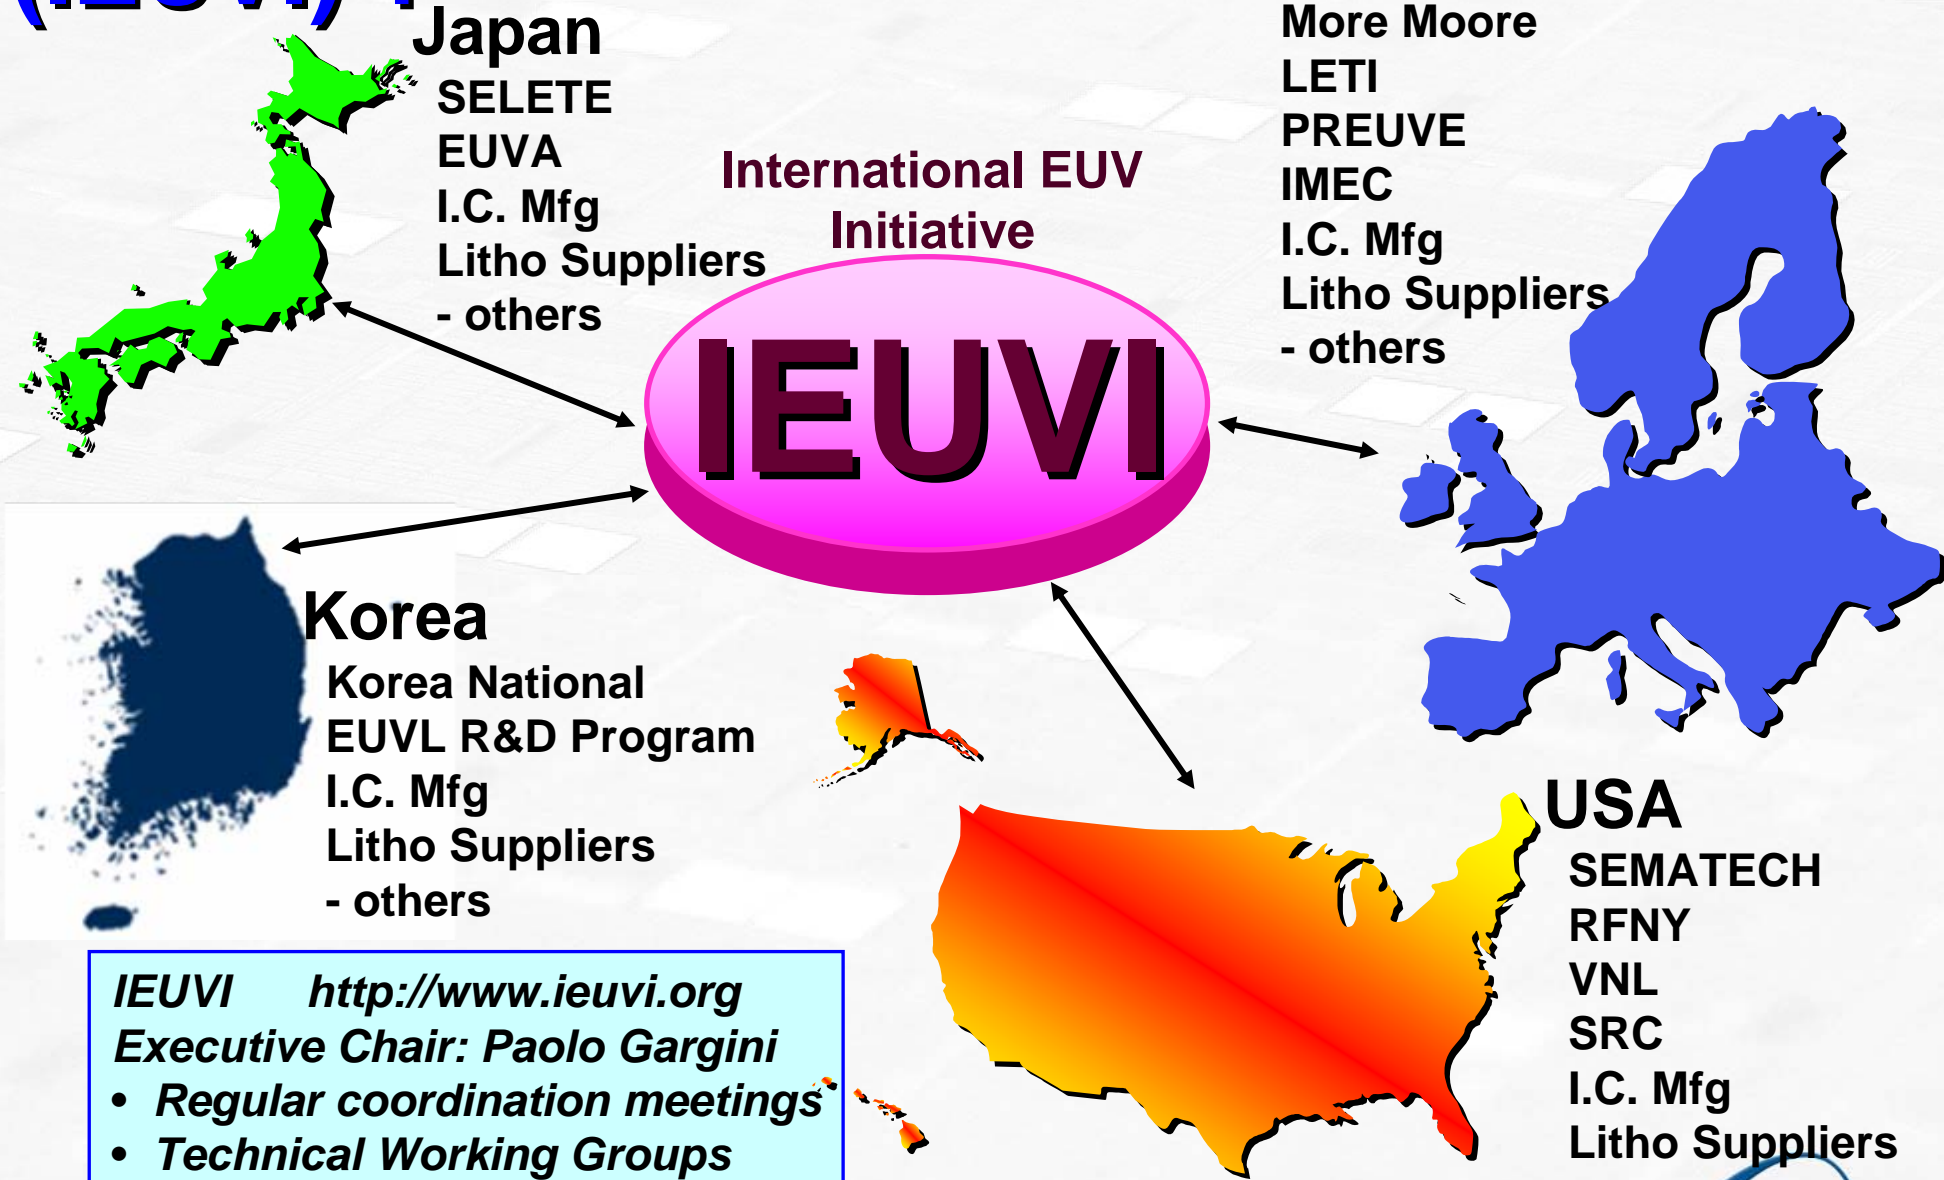 (IEUVI)
Japan
SELETE
EUVA
I.C. Mfg
Litho Suppliers
- others
International EUV
Initiative
IEUVI
More Moore
LETI
PREUVE
IMEC
I.C. Mfg
Litho Suppliers
- others
Korea
Korea National
EUVL R&D Program
I.C. Mfg
Litho Suppliers
- others
USA
SEMATECH
RFNY
VNL
SRC
I.C. Mfg
Litho Suppliers
IEUVI http://www.ieuvi.org
Executive Chair: Paolo Gargini
• Regular coordination meetings
• Technical Working Groups